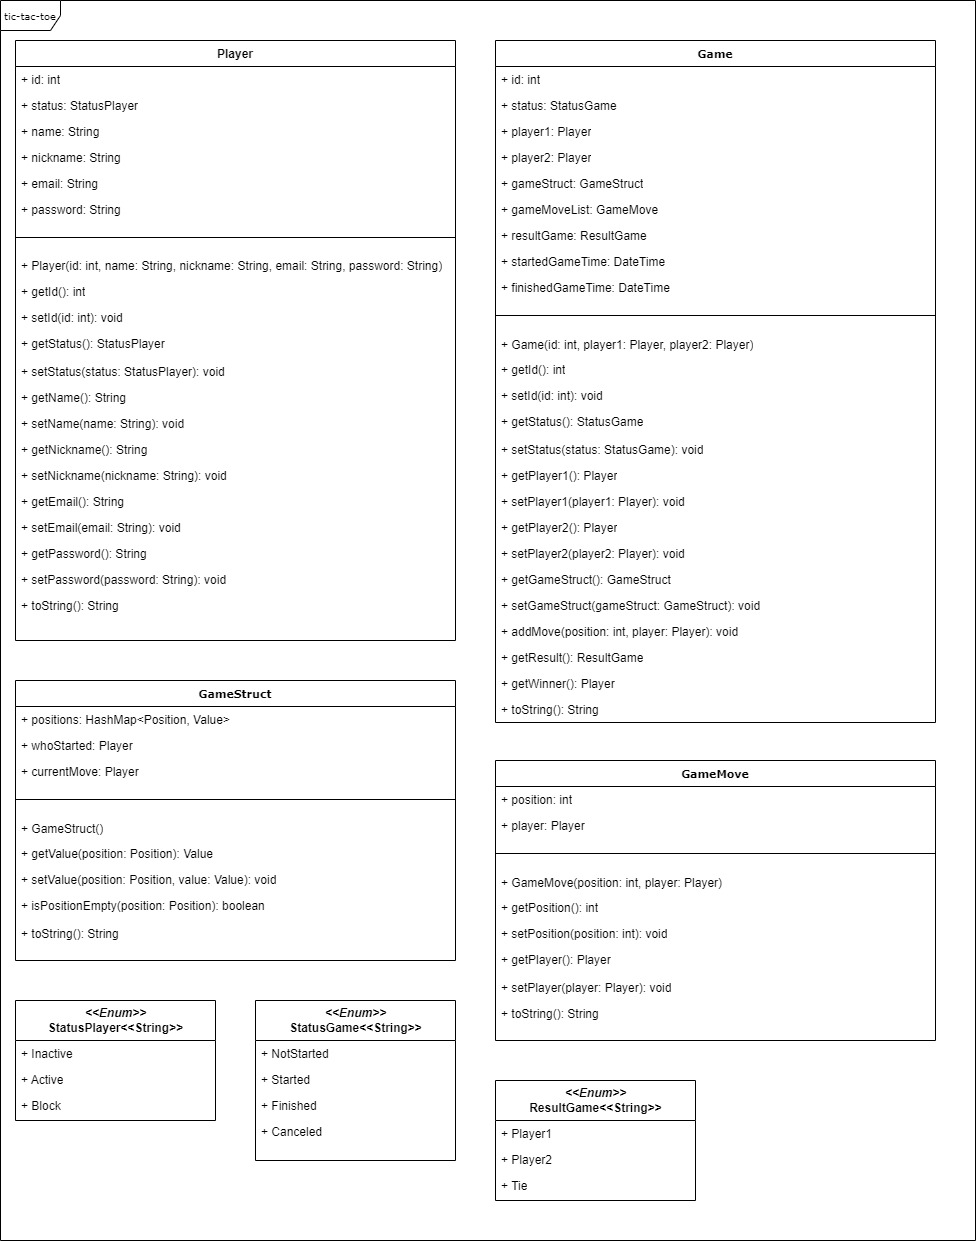 tic-tac-toe
Player
+ id: int
+ status: StatusPlayer
+ name: String
+ nickname: String
+ email: String
+ password: String
+ Player(id: int, name: String, nickname: String, email: String, password: String)
+ getId(): int
+ setId(id: int): void
+ getStatus(): StatusPlayer
+ setStatus(status: StatusPlayer): void
+ getName(): String
+ setName(name: String): void
+ getNickname(): String
+ setNickname(nickname: String): void
+ getEmail(): String
+ setEmail(email: String): void
+ getPassword(): String
+ setPassword(password: String): void
+ toString(): String
Game
+ id: int
+ status: StatusGame
+ player1: Player
+ player2: Player
+ gameStruct: GameStruct
+ gameMoveList: GameMove
+ resultGame: ResultGame
+ startedGameTime: DateTime
+ finishedGameTime: DateTime
+ Game(id: int, player1: Player, player2: Player)
+ getId(): int
+ setId(id: int): void
+ getStatus(): StatusGame
+ setStatus(status: StatusGame): void
+ getPlayer1(): Player
+ setPlayer1(player1: Player): void
+ getPlayer2(): Player
+ setPlayer2(player2: Player): void
+ getGameStruct(): GameStruct
+ setGameStruct(gameStruct: GameStruct): void
+ addMove(position: int, player: Player): void
+ getResult(): ResultGame
+ getWinner(): Player
+ toString(): String
GameStruct
+ positions: HashMap<Position, Value>
+ whoStarted: Player
+ currentMove: Player
+ GameStruct()
+ getValue(position: Position): Value
+ setValue(position: Position, value: Value): void
+ isPositionEmpty(position: Position): boolean
+ toString(): String
GameMove
+ position: int
+ player: Player
+ GameMove(position: int, player: Player)
+ getPosition(): int
+ setPosition(position: int): void
+ getPlayer(): Player
+ setPlayer(player: Player): void
+ toString(): String
<<Enum>>
StatusPlayer<<String>>
+ Inactive
+ Active
+ Block
<<Enum>>
StatusGame<<String>>
+ NotStarted
+ Started
+ Finished
+ Canceled
<<Enum>>
ResultGame<<String>>
+ Player1
+ Player2
+ Tie